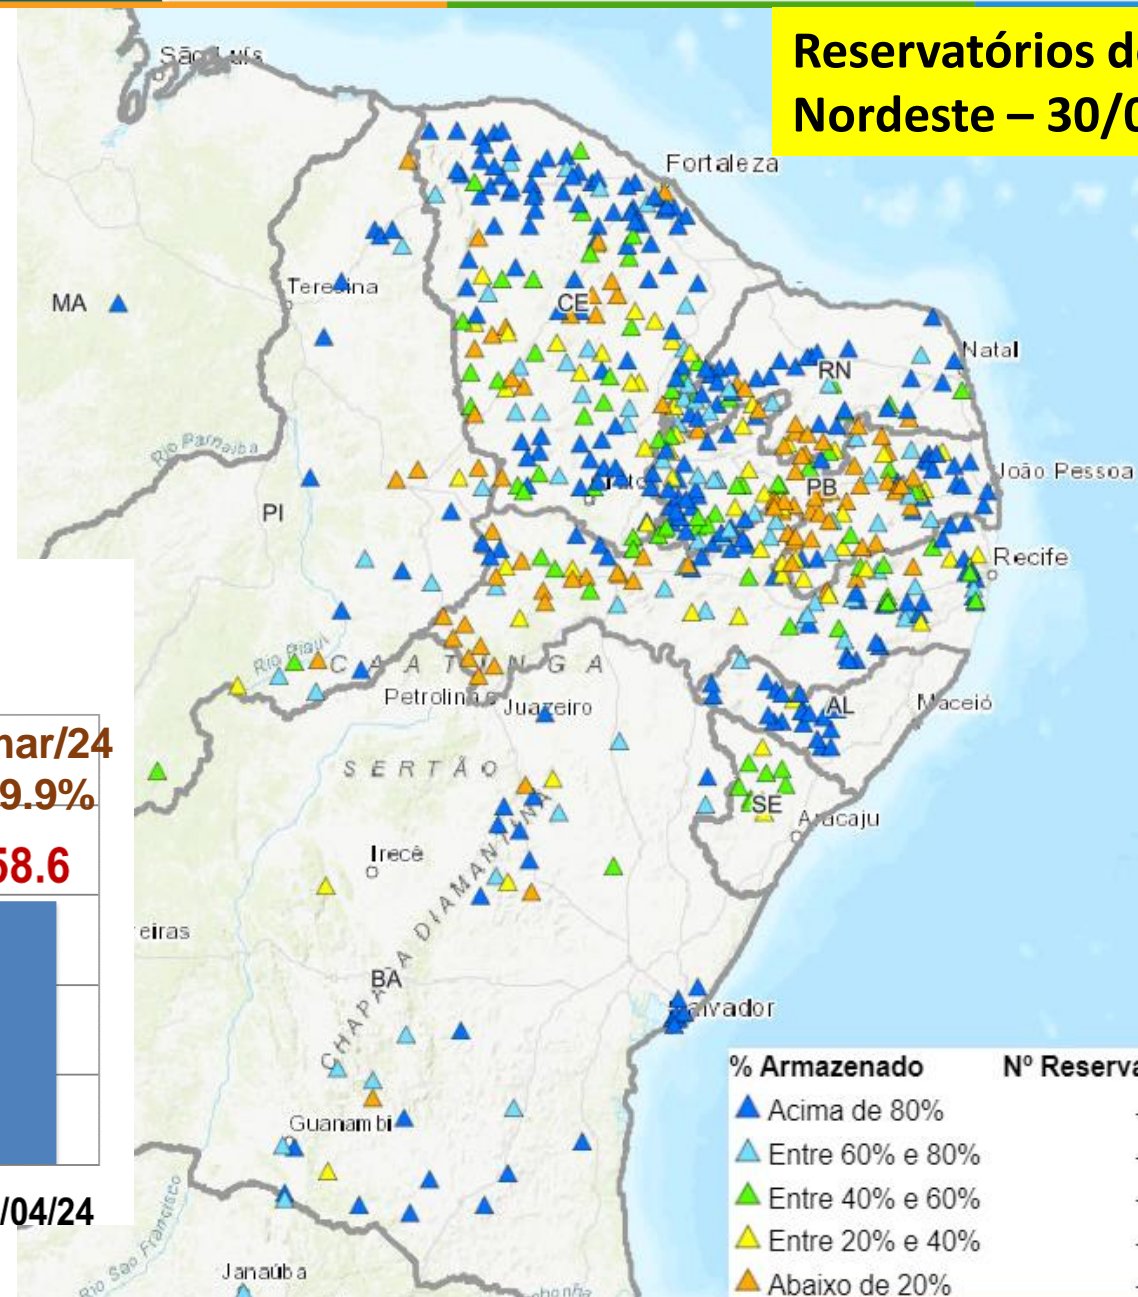 Reservatórios d
Nordeste – 30/0
São Luís
Fortaleza
Teresina
MA
CE
Natal
RN
Rio Parnaíba
João Pessoa
PB
PI
Recife
Rio Piauí
CAATINGA
Petrolina
Juazeiro
AL
Maceió
mar/24
9.9%
SERTÃO
SE
Aracaju
58.6
Irecê
CHAPADA DIAMANTINA
eiras
BA
Salvador
% Armazenado Nº Reserva
Acima de 80%
Guanambi
Entre 60% e 80%
Entre 40% e 60%
/04/24
Rio São Francisco
Entre 20% e 40%
Janaúba
Abaixo de 20%